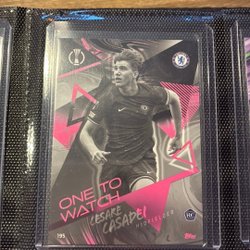 ONE TO
WATCH
CESARE
CASADEI
MIDFIELDER
195
RC
Topps